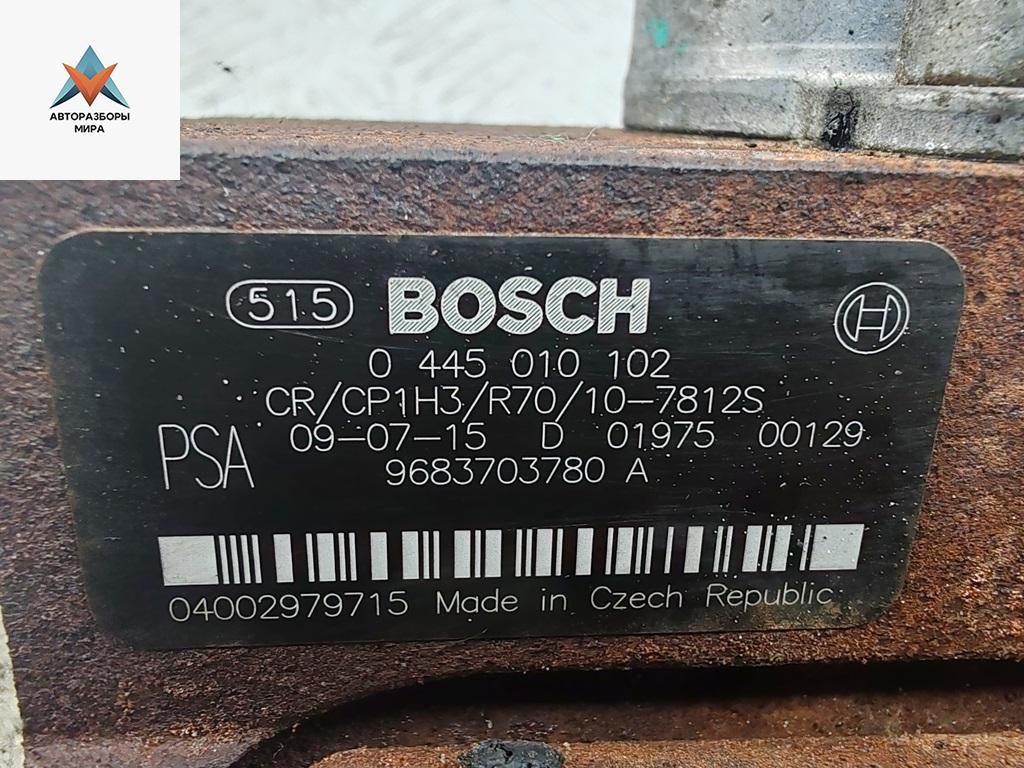 АВТОРАЗБОРЫ
МИРА
515 BOSCH H
0 445 010 102
CR/CP1H3/R70/10-7812S
PSA 09-07-15 D 01975 00129
9683703780 A
04002979715 Made in Czech Republic